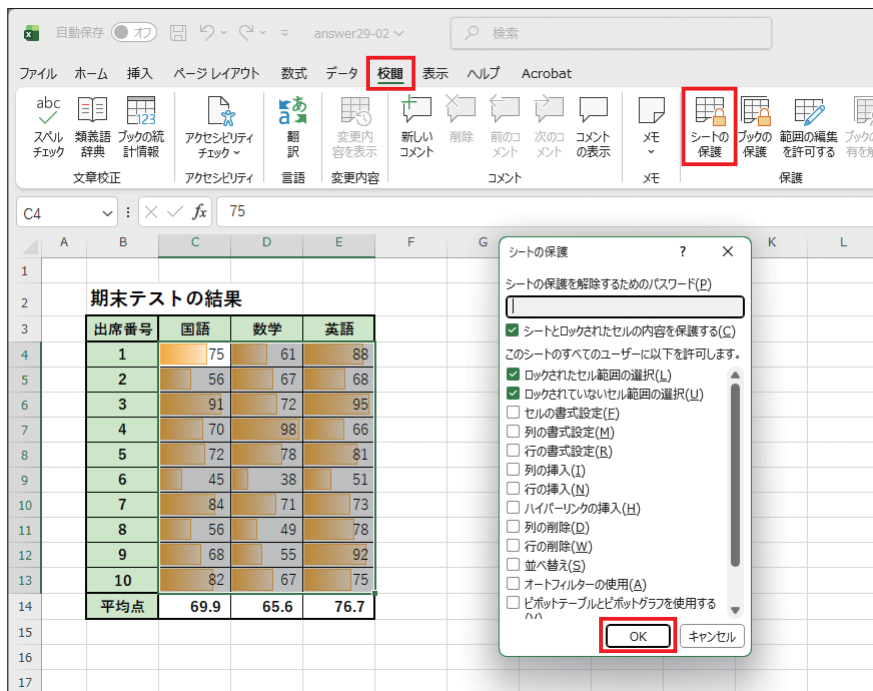 自動保存 オフ answer29-02 検索
ファイル ホーム 挿入 ページ レイアウト 数式 データ 校閲 表示 ヘルプ Acrobat
abc
スペル
チェック
類義語
辞典
123
ブックの統
計情報
文章校正
アクセシビリティ
チェック
アクセシビリティ
あ
a
翻
訳
言語
変更内
容を表示
変更内容
新しい
コメント
削除
前のコ
メント
次のコ
メント
コメント
の表示
コメント
メモ
メモ
シートの
保護
ブックの
保護
範囲の編集
を許可する
保護
C4 fx 75
A B C D E F G K L
1
2 期末テストの結果
3 出席番号 国語 数学 英語
4 1 75 61 88
5 2 56 67 68
6 3 91 72 95
7 4 70 98 66
8 5 72 78 81
9 6 45 38 51
10 7 84 71 73
11 8 56 49 78
12 9 68 55 92
13 10 82 67 75
14 平均点 69.9 65.6 76.7
15
16
17
シートの保護 ?
シートの保護を解除するためのパスワード(P)
シートとロックされたセルの内容を保護する(C)
このシートのすべてのユーザーに以下を許可します。
ロックされたセル範囲の選択(L)
ロックされていないセル範囲の選択(U)
セルの書式設定(F)
列の書式設定(M)
行の書式設定(R)
列の挿入(I)
行の挿入(N)
ハイパーリンクの挿入(H)
列の削除(D)
行の削除(W)
並べ替え(S)
オートフィルターの使用(A)
ピボットテーブルとピボットグラフを使用する
OK キャンセル